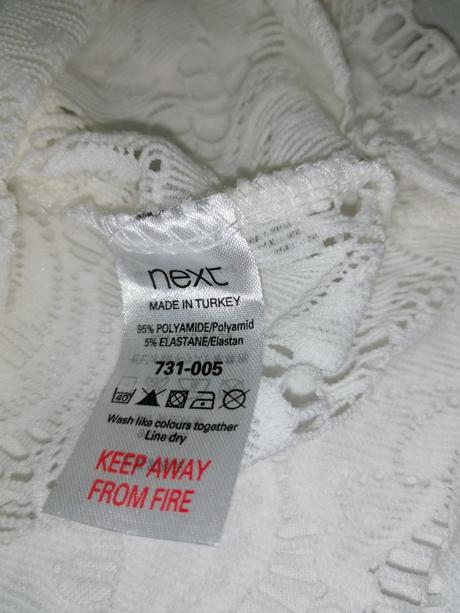 next
MADE IN TURKEY
95% POLYAMIDE/Polyamid
5% ELASTANE/Elastan
731-005
40
Wash like colours together
Line dry
KEEP AWAY
FROM FIRE